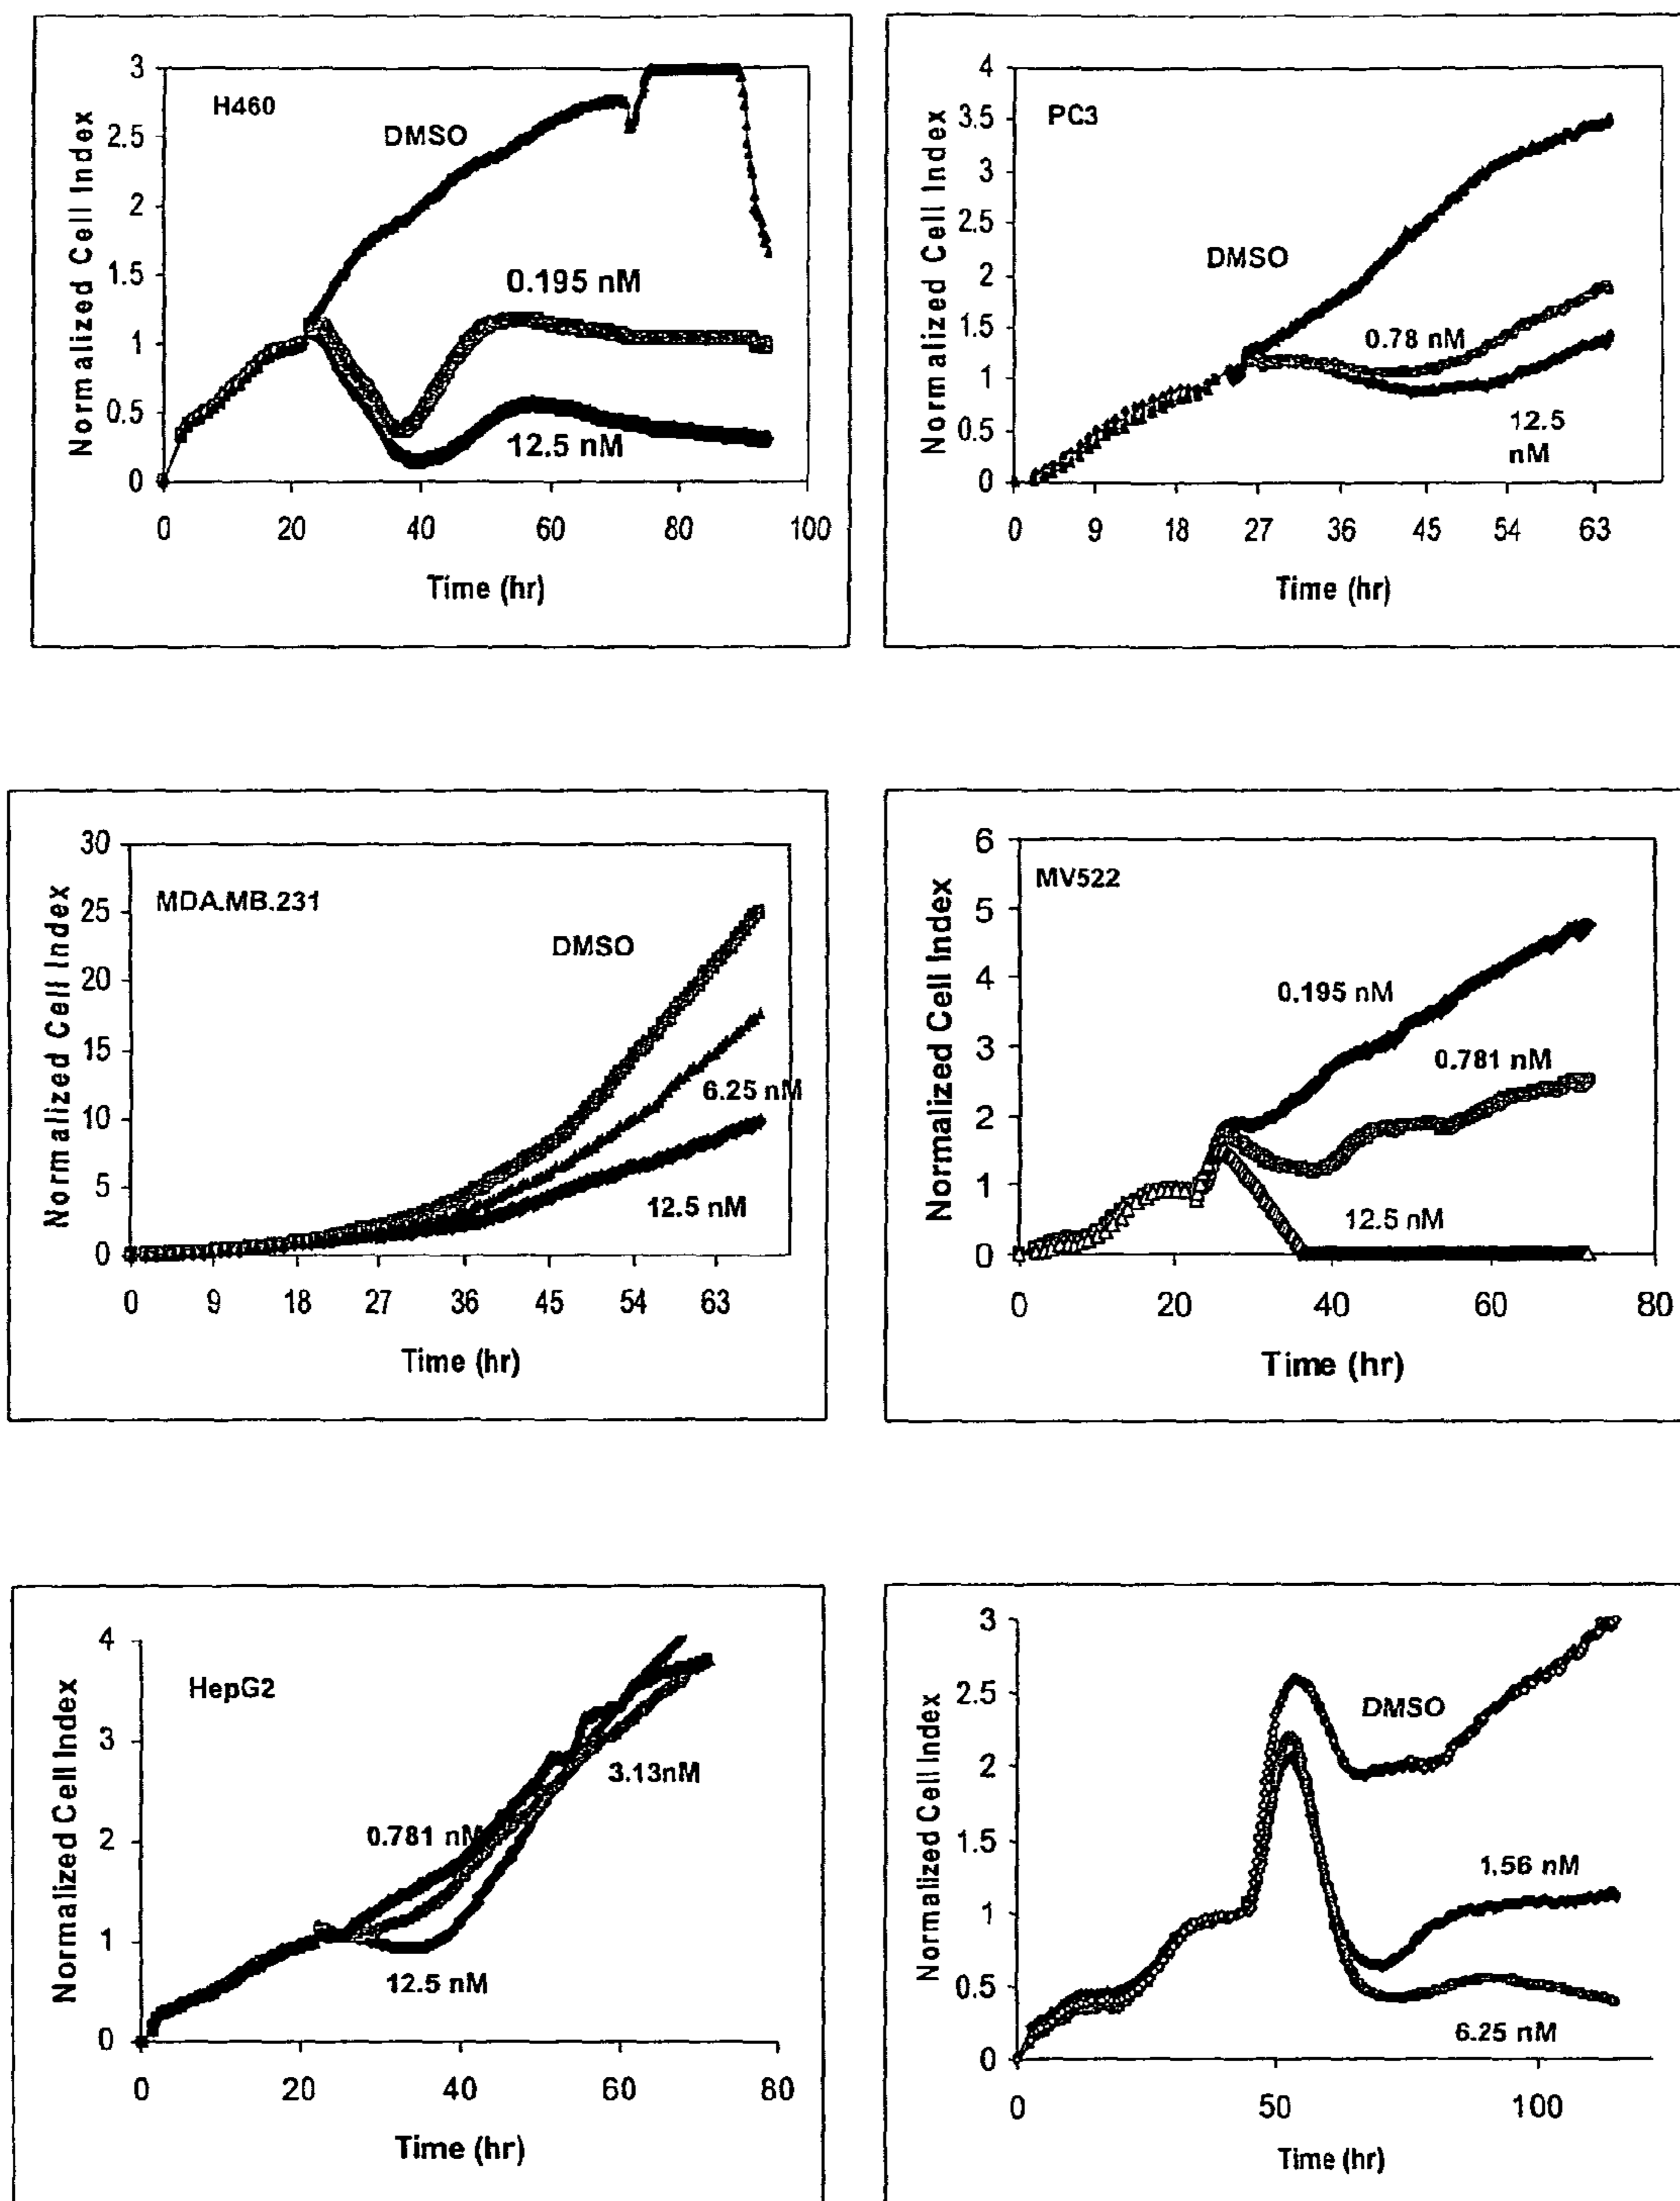 Normalized Cell Index
3
2.5
2
1.5
1
0.5
0
H460
DMSO
0.195 nM
12.5 nM
0 20 40 60 80 100
Time (hr)
Normalized Cell Index
4
3.5
3
2.5
2
1.5
1
0.5
0
PC3
DMSO
0.78 nM
12.5
nM
0 9 18 27 36 45 54 63
Time (hr)
Normalized Cell Index
30
25
20
15
10
5
0
MDA.MB.231
DMSO
6.25 nM
12.5 nM
0 9 18 27 36 45 54 63
Time (hr)
Normalized Cell Index
6
5
4
3
2
1
0
MV522
0.195 nM
0.781 nM
12.5 nM
0 20 40 60 80
Time (hr)
Normalized Cell Index
4
3
2
1
0
HepG2
0.781 nM
3.13nM
12.5 nM
0 20 40 60 80
Time (hr)
Normalized Cell Index
3
2.5
2
1.5
1
0.5
0
DMSO
1.56 nM
6.25 nM
0 50 100
Time (hr)